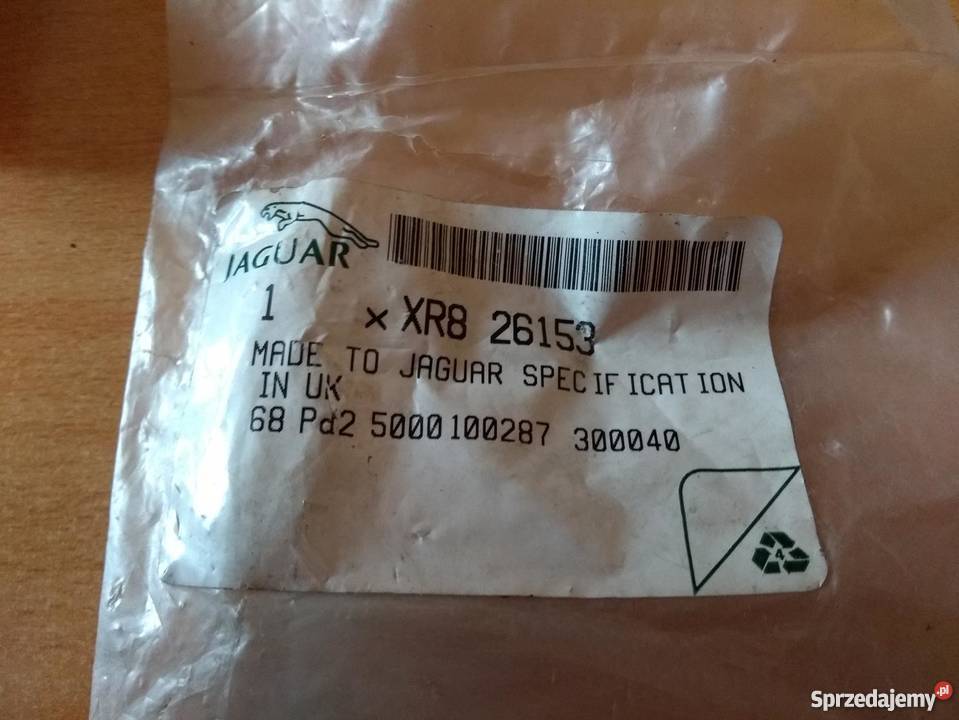 JAGUAR
1 x XR8 26153
MADE TO JAGUAR SPECIFICATION
IN UK
68 Pd2 5000100287 300040
4
Sprzedajemy.pl